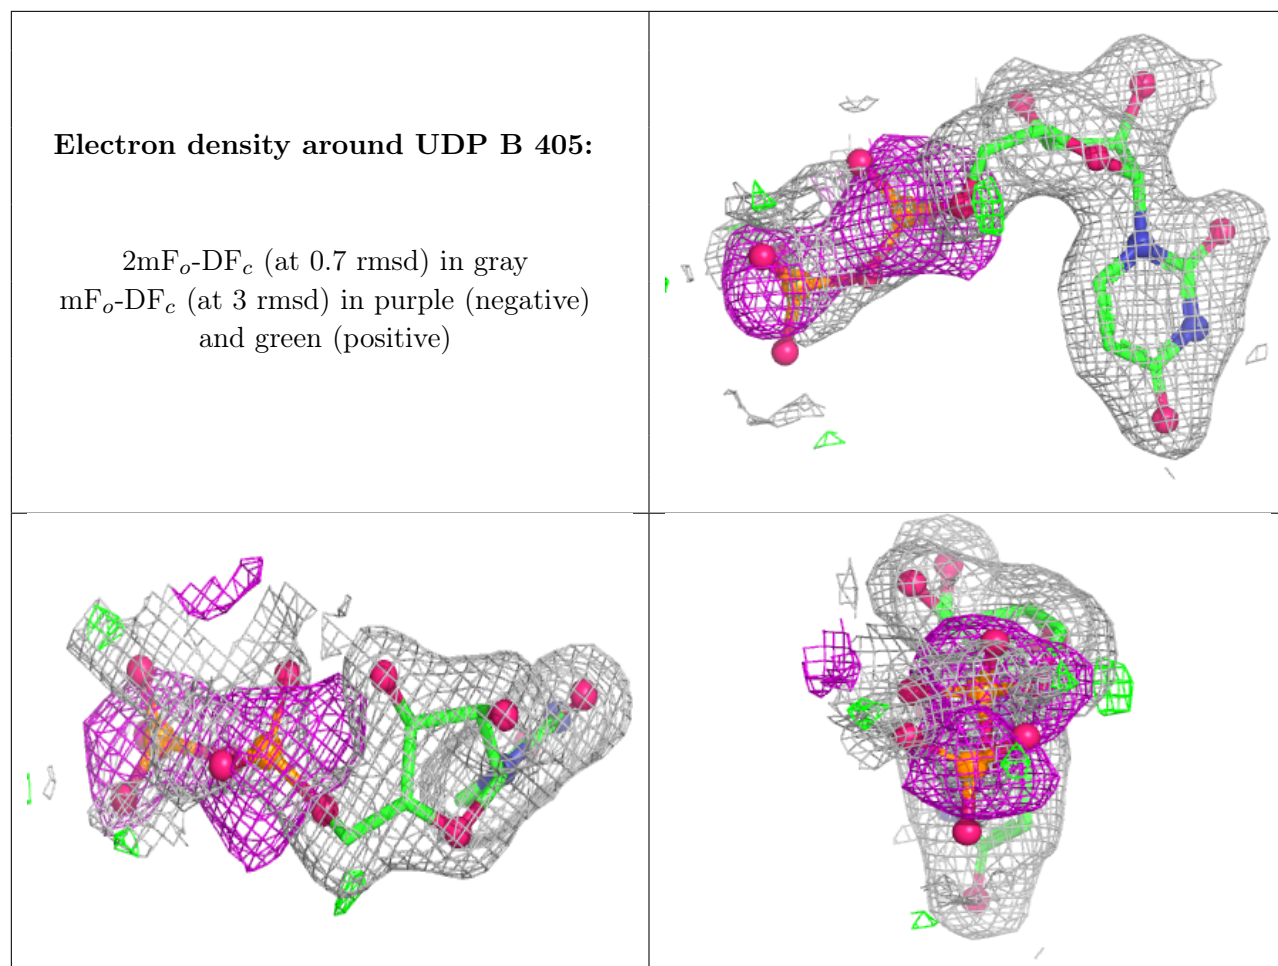 Electron density around UDP B 405:
2mFo-DFc (at 0.7 rmsd) in gray
mFo-DFc (at 3 rmsd) in purple (negative)
and green (positive)